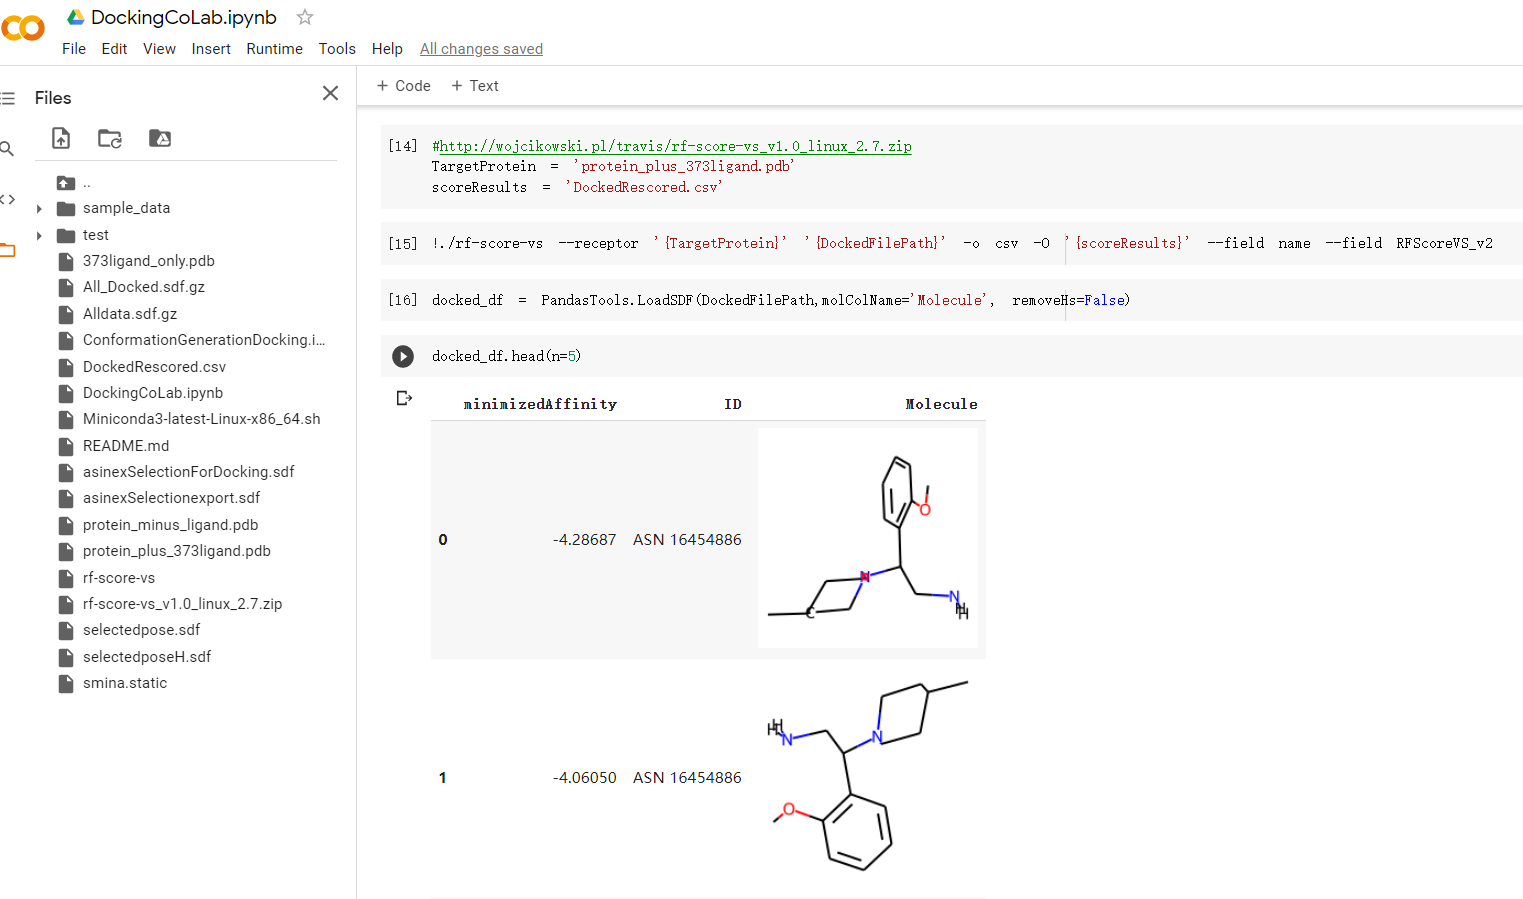 DockingCoLab.ipynb
File Edit View Insert Runtime Tools Help All changes saved
Files
+ Code + Text
..
sample_data
test
373ligand_only.pdb
All_Docked.sdf.gz
Alldata.sdf.gz
ConformationGenerationDocking.i...
DockedRescored.csv
DockingCoLab.ipynb
Miniconda3-latest-Linux-x86_64.sh
README.md
asinexSelectionForDocking.sdf
asinexSelectionexport.sdf
protein_minus_ligand.pdb
protein_plus_373ligand.pdb
rf-score-vs
rf-score-vs_v1.0_linux_2.7.zip
selectedpose.sdf
selectedposeH.sdf
smina.static
[14] #http://wojcikowski.pl/travis/rf-score-vs_v1.0_linux_2.7.zip
TargetProtein = 'protein_plus_373ligand.pdb'
scoreResults = 'DockedRescored.csv'
[15] !./rf-score-vs --receptor '{TargetProtein}' '{DockedFilePath}' -o csv -O '{scoreResults}' --field name --field RFScoreVS_v2
[16] docked_df = PandasTools.LoadSDF(DockedFilePath,molColName='Molecule', removeHs=False)
docked_df.head(n=5)
minimizedAffinity ID Molecule
0 -4.28687 ASN 16454886
O
N
C
N
H
H
1 -4.06050 ASN 16454886
H
H
N
N
O